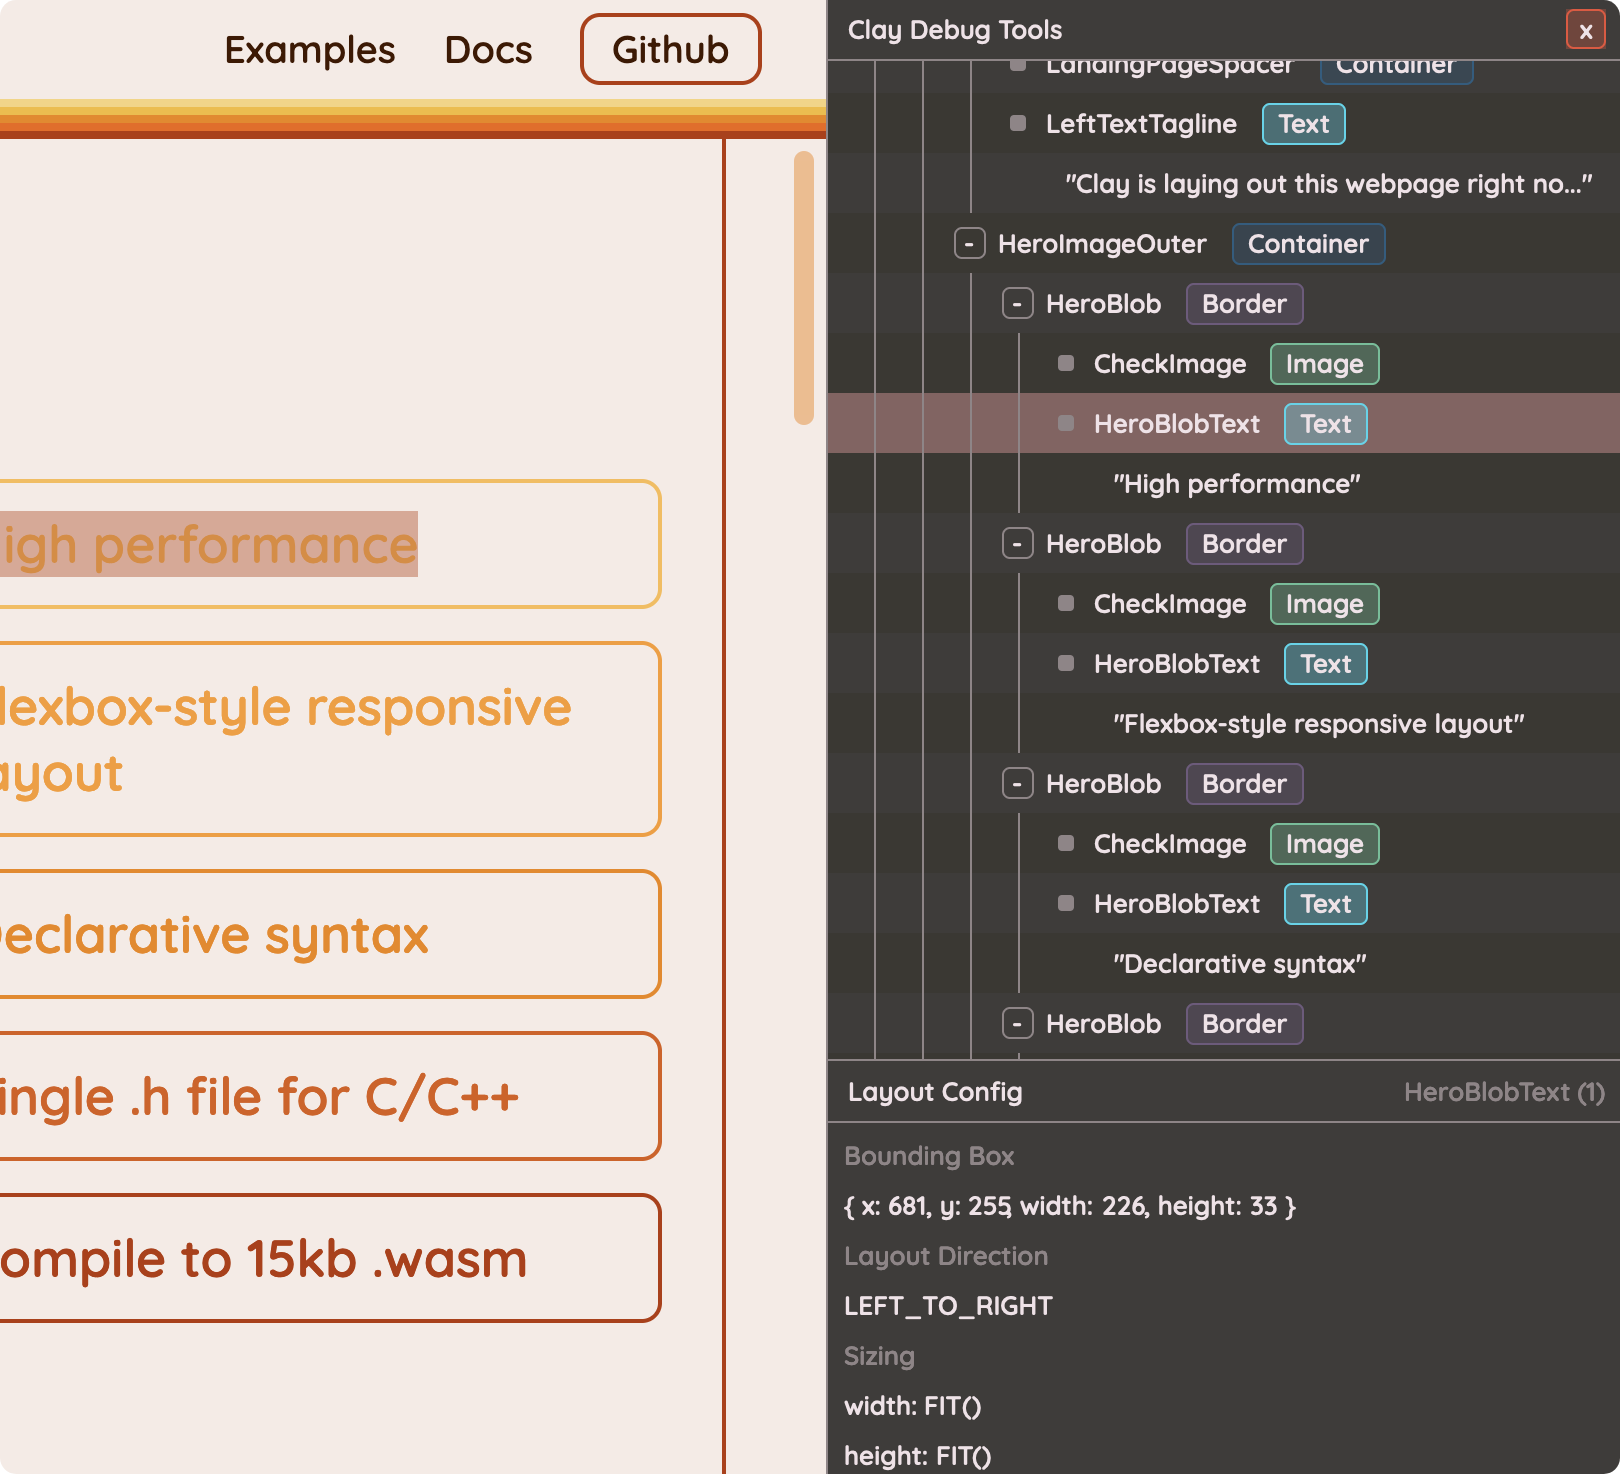 Examples Docs Github
igh performance
lexbox-style responsive
ayout
eclarative syntax
ingle .h file for C/C++
ompile to 15kb .wasm
Clay Debug Tools x
LandingPageSpacer Container
LeftTextTagline Text
"Clay is laying out this webpage right no..."
- HeroImageOuter Container
- HeroBlob Border
CheckImage Image
HeroBlobText Text
"High performance"
- HeroBlob Border
CheckImage Image
HeroBlobText Text
"Flexbox-style responsive layout"
- HeroBlob Border
CheckImage Image
HeroBlobText Text
"Declarative syntax"
- HeroBlob Border
Layout Config HeroBlobText (1)
Bounding Box
{ x: 681, y: 255, width: 226, height: 33 }
Layout Direction
LEFT_TO_RIGHT
Sizing
width: FIT()
height: FIT()